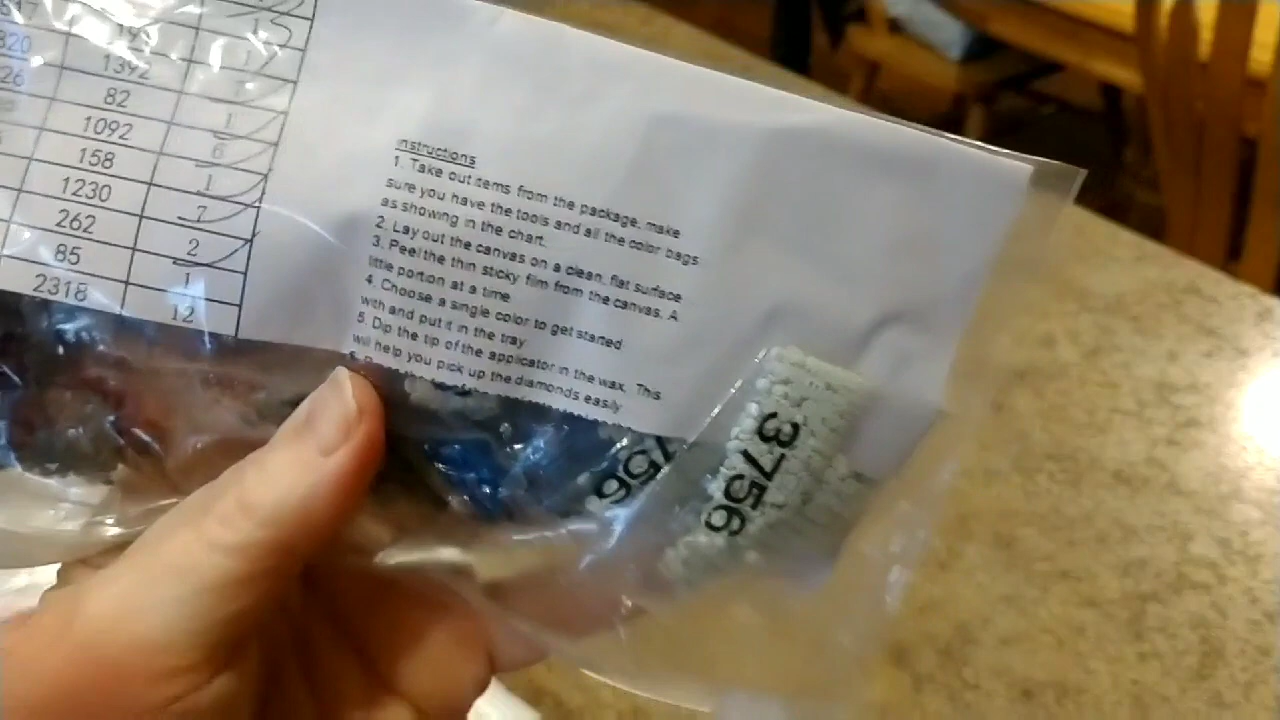 820
1392
26
82
1
1092
6
158
1
1230
7
262
2
85
1
2318
12
Instructions
1. Take out items from the package, make
sure you have the tools and all the color bags
as showing in the chart.
2. Lay out the canvas on a clean, flat surface
3. Peel the thin sticky film from the canvas. A
little portion at a time
4. Choose a single color to get started
with and put it in the tray
5. Dip the tip of the applicator in the wax. This
will help you pick up the diamonds easily
3756
3756